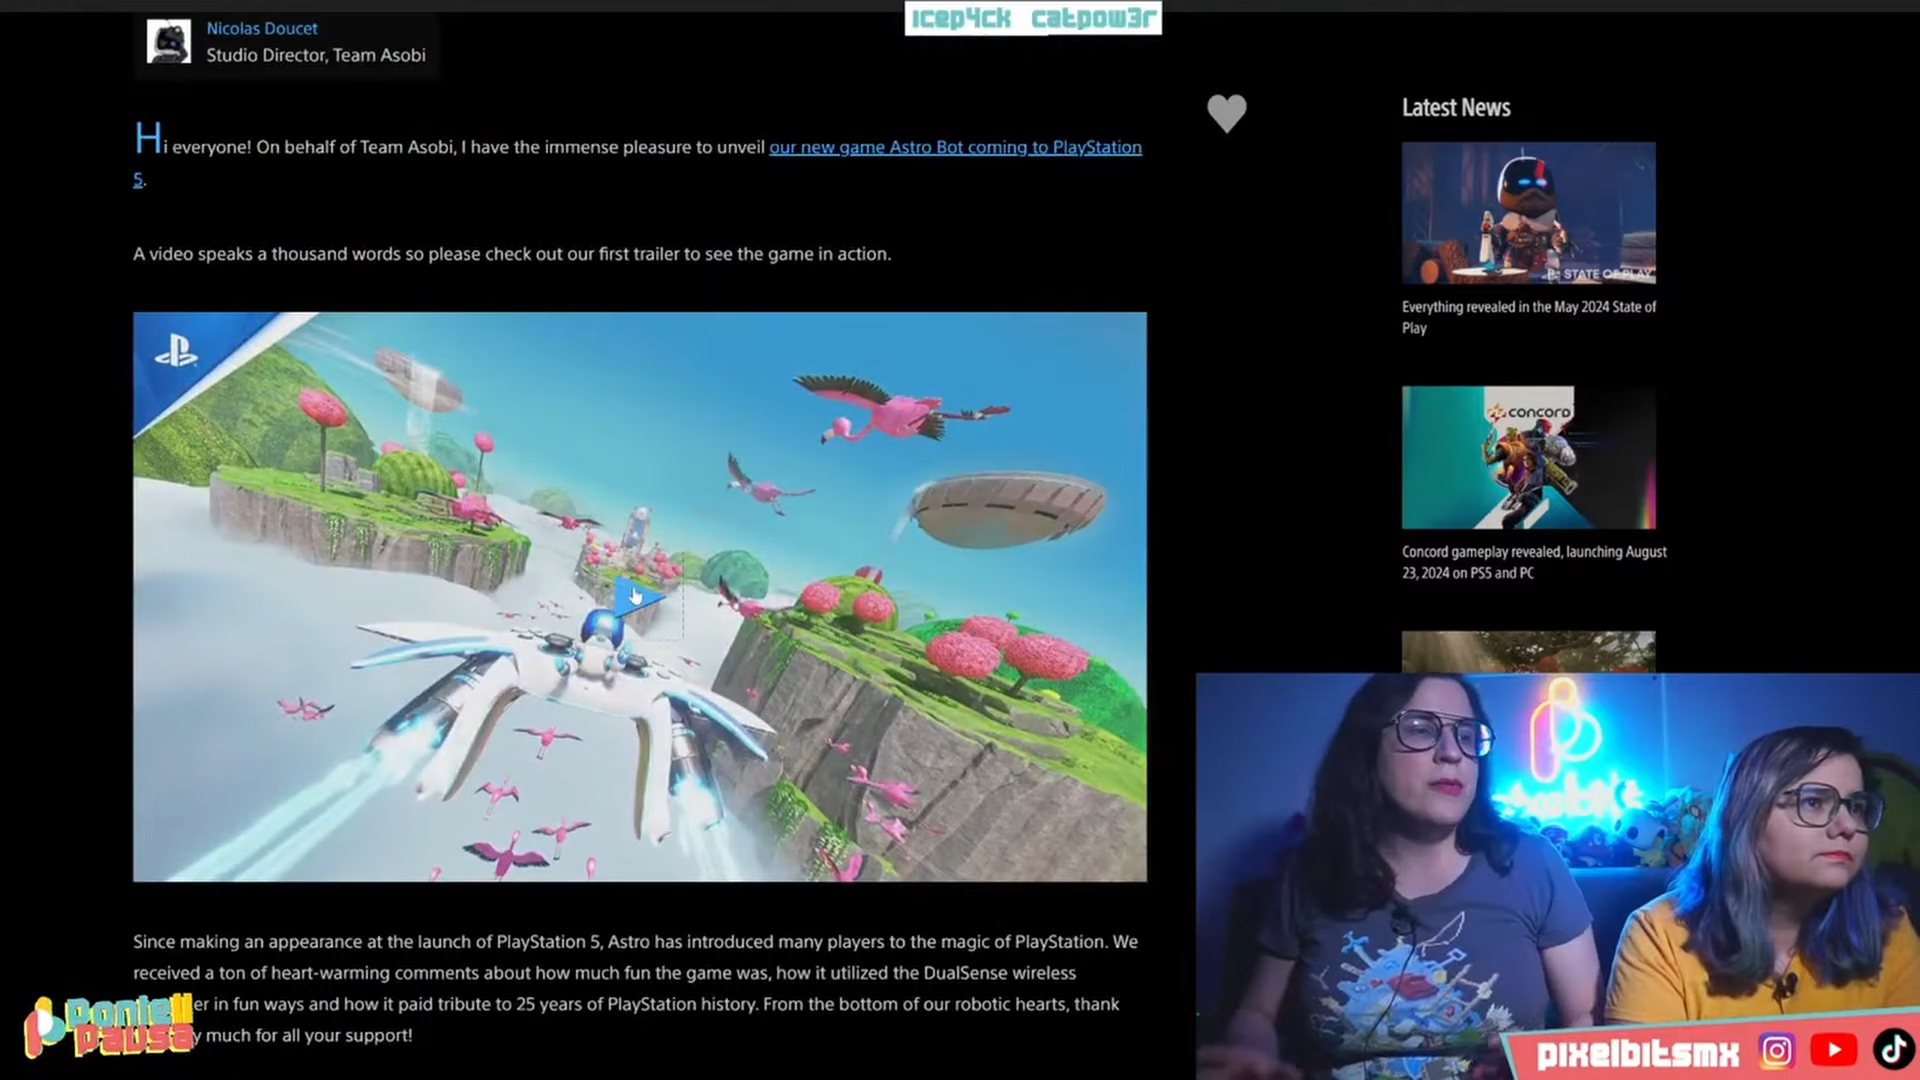 icep4ck catpow3r
Nicolas Doucet
Studio Director, Team Asobi
Hi everyone! On behalf of Team Asobi, I have the immense pleasure to unveil our new game Astro Bot coming to PlayStation
5.
A video speaks a thousand words so please check out our first trailer to see the game in action.
Since making an appearance at the launch of PlayStation 5, Astro has introduced many players to the magic of PlayStation. We
received a ton of heart-warming comments about how much fun the game was, how it utilized the DualSense wireless
er in fun ways and how it paid tribute to 25 years of PlayStation history. From the bottom of our robotic hearts, thank
y much for all your support!
Latest News
STATE OF PLAY
Everything revealed in the May 2024 State of
Play
CONCORD
Concord gameplay revealed, launching August
23, 2024 on PS5 and PC
Ponle
Pausa
pixelbitsmx